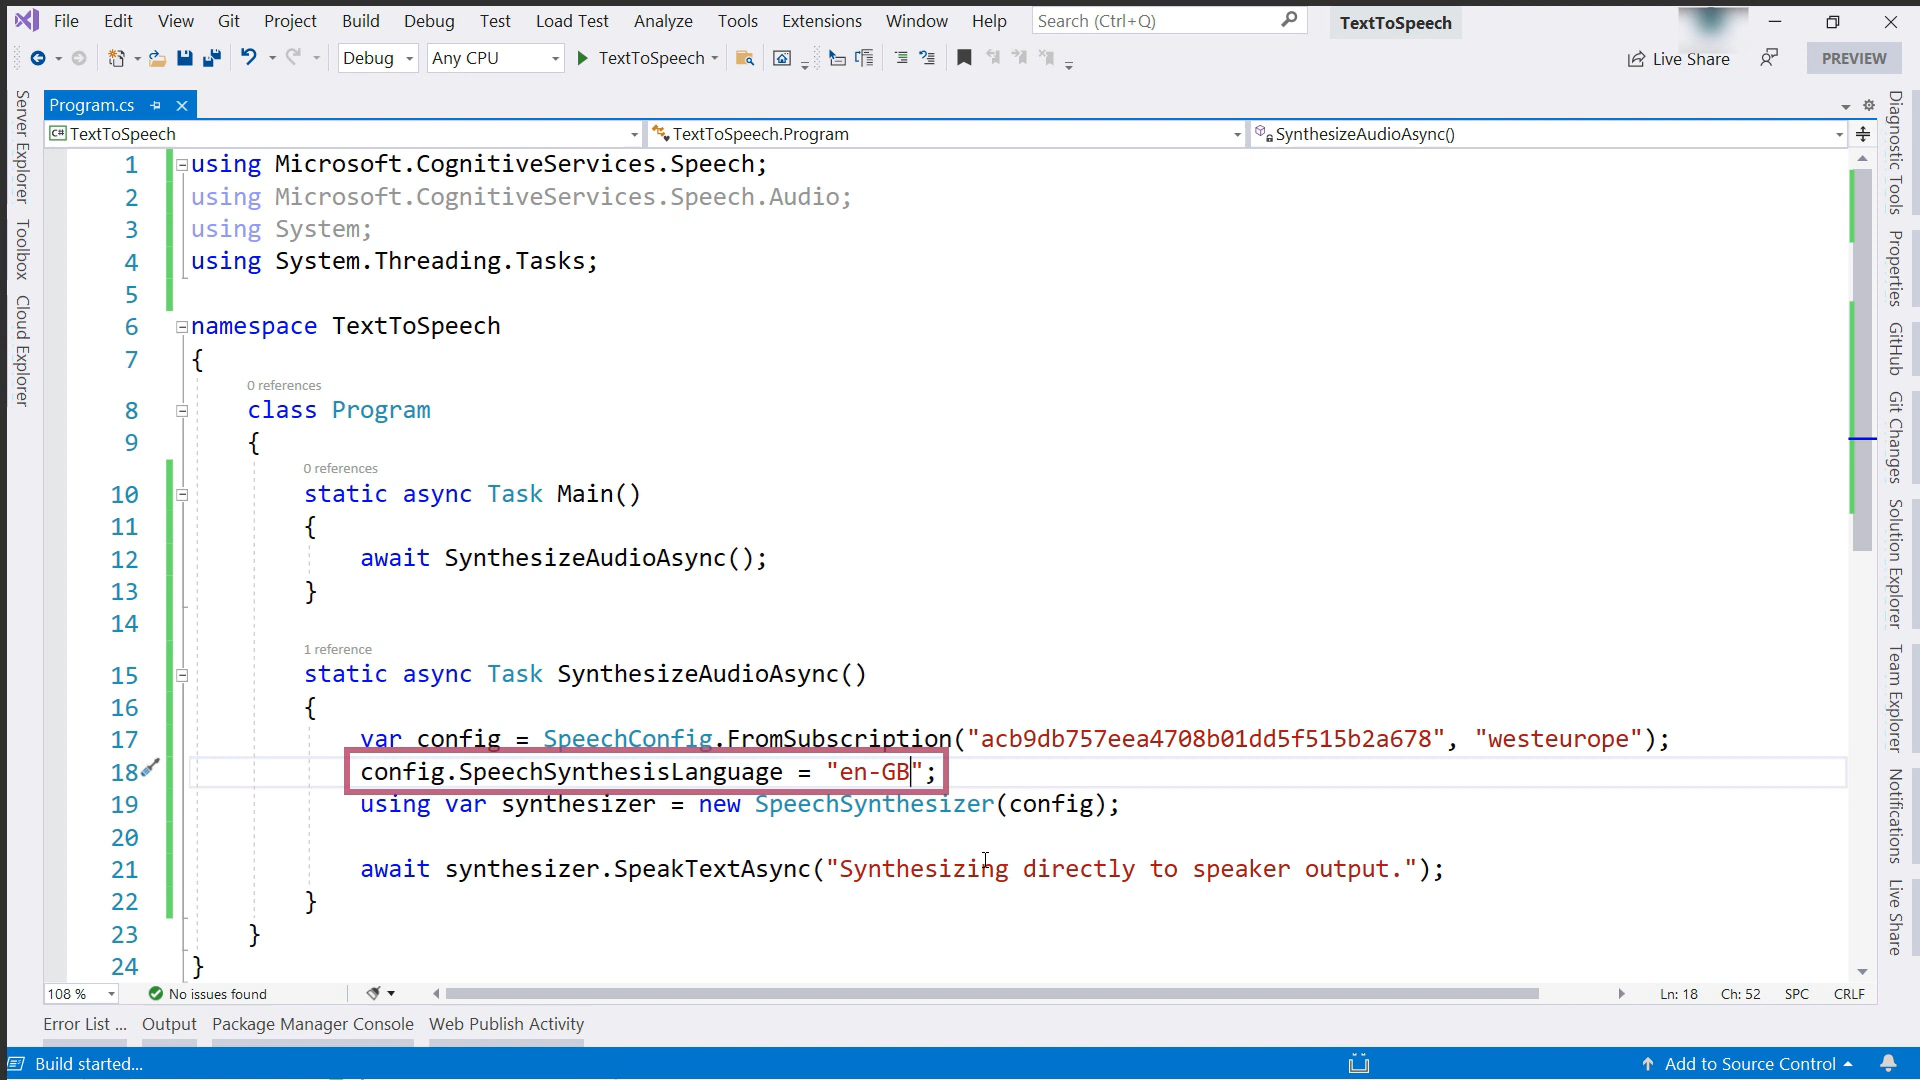 File Edit View Git Project Build Debug Test Load Test Analyze Tools Extensions Window Help Search (Ctrl+Q) TextToSpeech
Debug Any CPU TextToSpeech Live Share PREVIEW
Program.cs
TextToSpeech TextToSpeech.Program SynthesizeAudioAsync()
1 using Microsoft.CognitiveServices.Speech;
2 using Microsoft.CognitiveServices.Speech.Audio;
3 using System;
4 using System.Threading.Tasks;
5
6 namespace TextToSpeech
7 {
0 references
8 class Program
9 {
0 references
10 static async Task Main()
11 {
12 await SynthesizeAudioAsync();
13 }
14
1 reference
15 static async Task SynthesizeAudioAsync()
16 {
17 var config = SpeechConfig.FromSubscription("acb9db757eea4708b01dd5f515b2a678", "westeurope");
18 config.SpeechSynthesisLanguage = "en-GB";
19 using var synthesizer = new SpeechSynthesizer(config);
20
21 await synthesizer.SpeakTextAsync("Synthesizing directly to speaker output.");
22 }
23 }
24 }
108 % No issues found Ln: 18 Ch: 52 SPC CRLF
Error List ... Output Package Manager Console Web Publish Activity
Build started... Add to Source Control
Server Explorer
Toolbox
Cloud Explorer
Diagnostic Tools
Properties
GitHub
Git Changes
Solution Explorer
Team Explorer
Notifications
Live Share